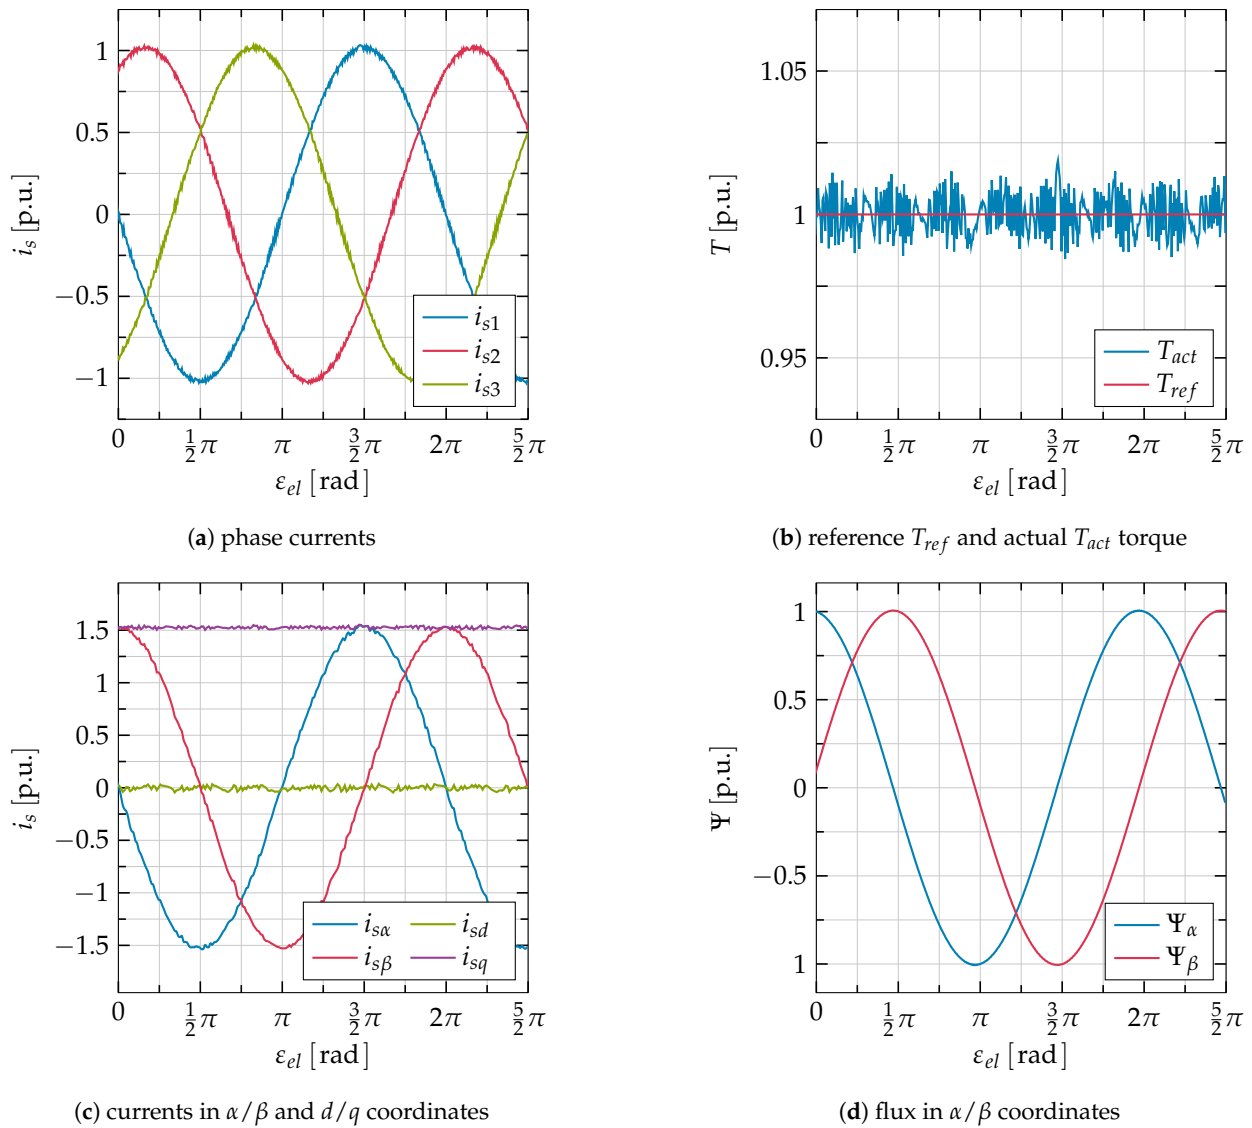 1
0.5
0
−0.5
−1
i_s [p.u.]
i_s1
i_s2
i_s3
0 1/2π π 3/2π 2π 5/2π
ε_el [rad]
(a) phase currents
1.05
1
0.95
T [p.u.]
T_act
T_ref
0 1/2π π 3/2π 2π 5/2π
ε_el [rad]
(b) reference T_ref and actual T_act torque
1.5
1
0.5
0
−0.5
−1
−1.5
i_s [p.u.]
i_sα i_sd
i_sβ i_sq
0 1/2π π 3/2π 2π 5/2π
ε_el [rad]
(c) currents in α/β and d/q coordinates
1
0.5
0
−0.5
1
Ψ [p.u.]
Ψ_α
Ψ_β
0 1/2π π 3/2π 2π 5/2π
ε_el [rad]
(d) flux in α/β coordinates